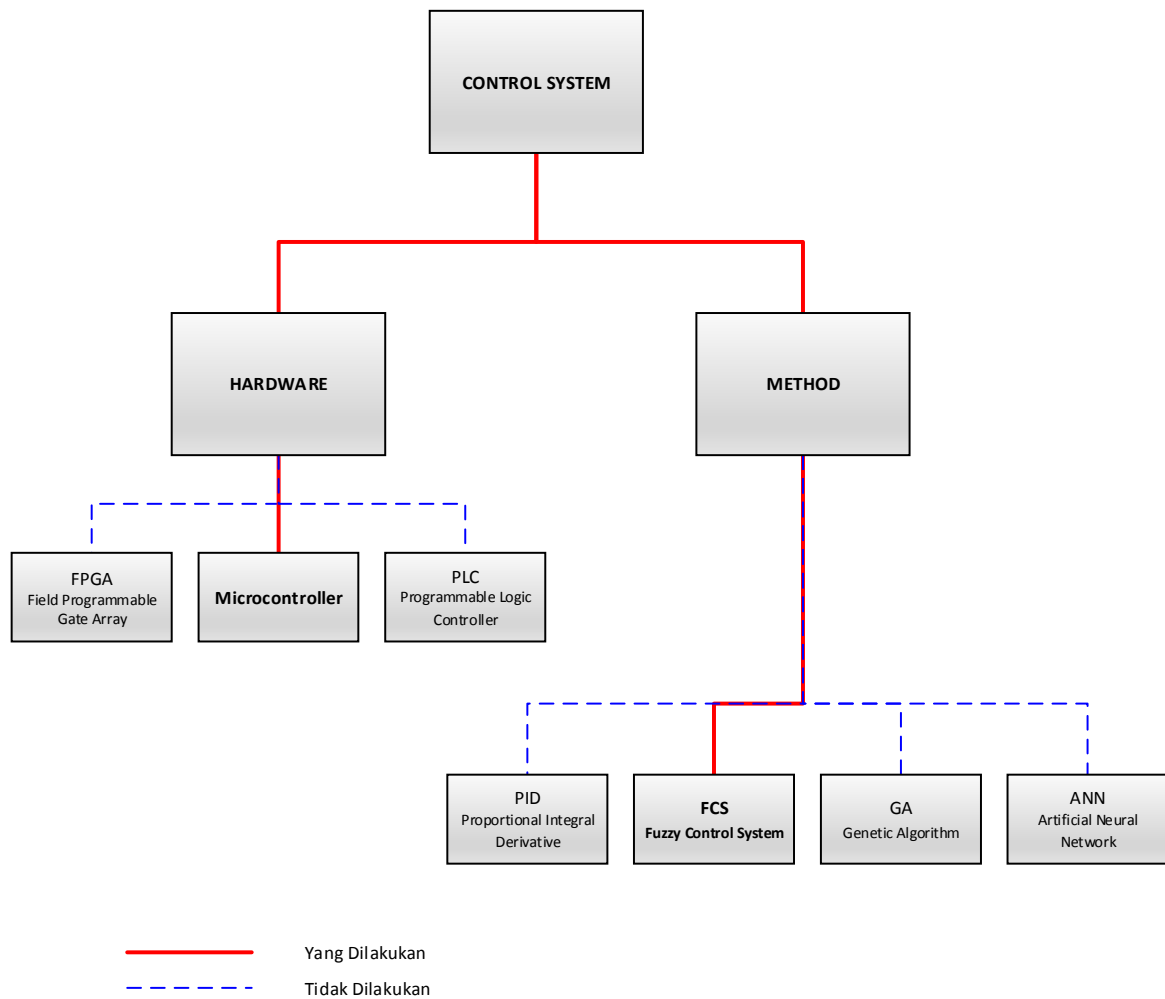 CONTROL SYSTEM
HARDWARE
METHOD
FPGA
Field Programmable
Gate Array
Microcontroller
PLC
Programmable Logic
Controller
PID
Proportional Integral
Derivative
FCS
Fuzzy Control System
GA
Genetic Algorithm
ANN
Artificial Neural
Network
Yang Dilakukan
Tidak Dilakukan